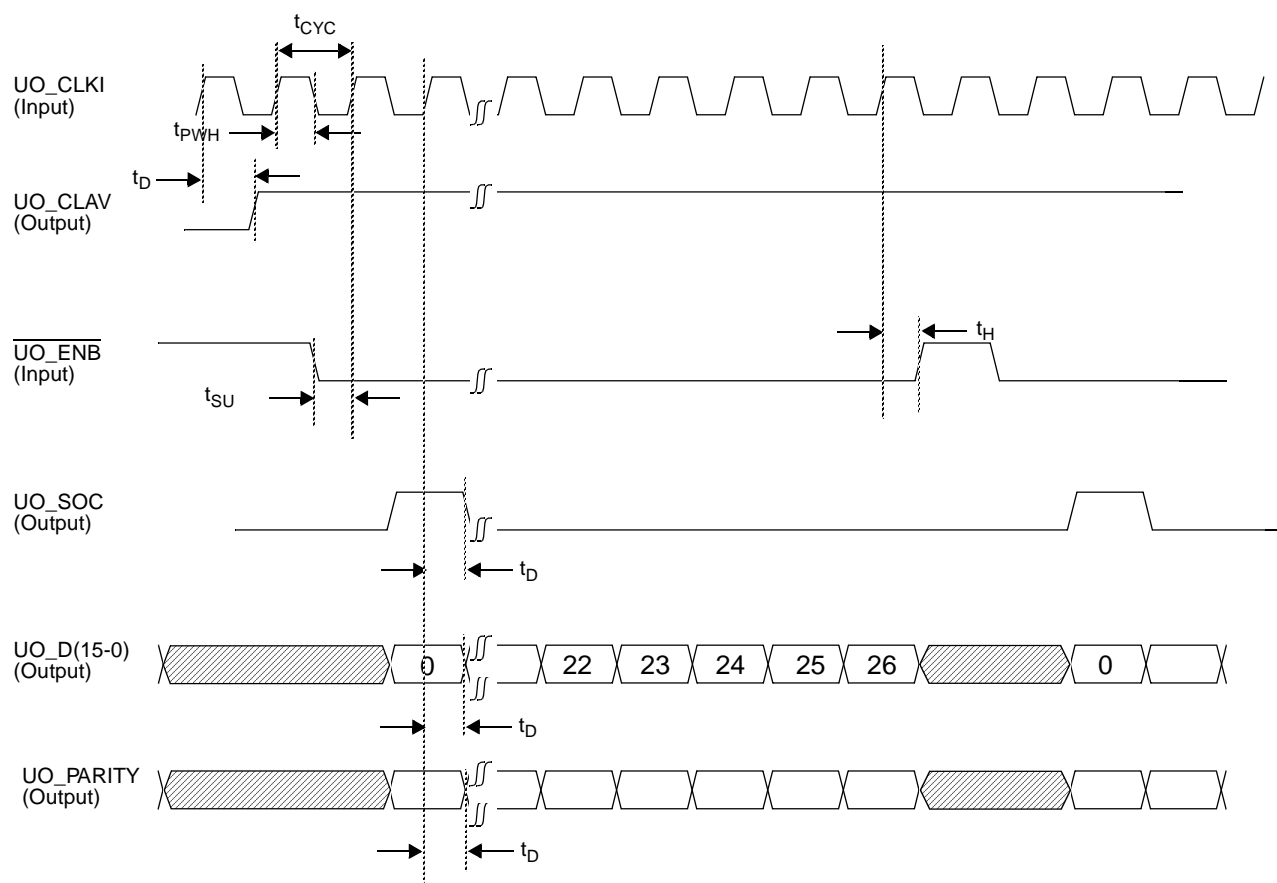 tCYC
UO_CLKI
(Input)
tPWH
tD
UO_CLAV
(Output)
tH
UO_ENB
(Input)
tSU
UO_SOC
(Output)
tD
UO_D(15-0)
(Output)
0 22 23 24 25 26 0
tD
UO_PARITY
(Output)
tD